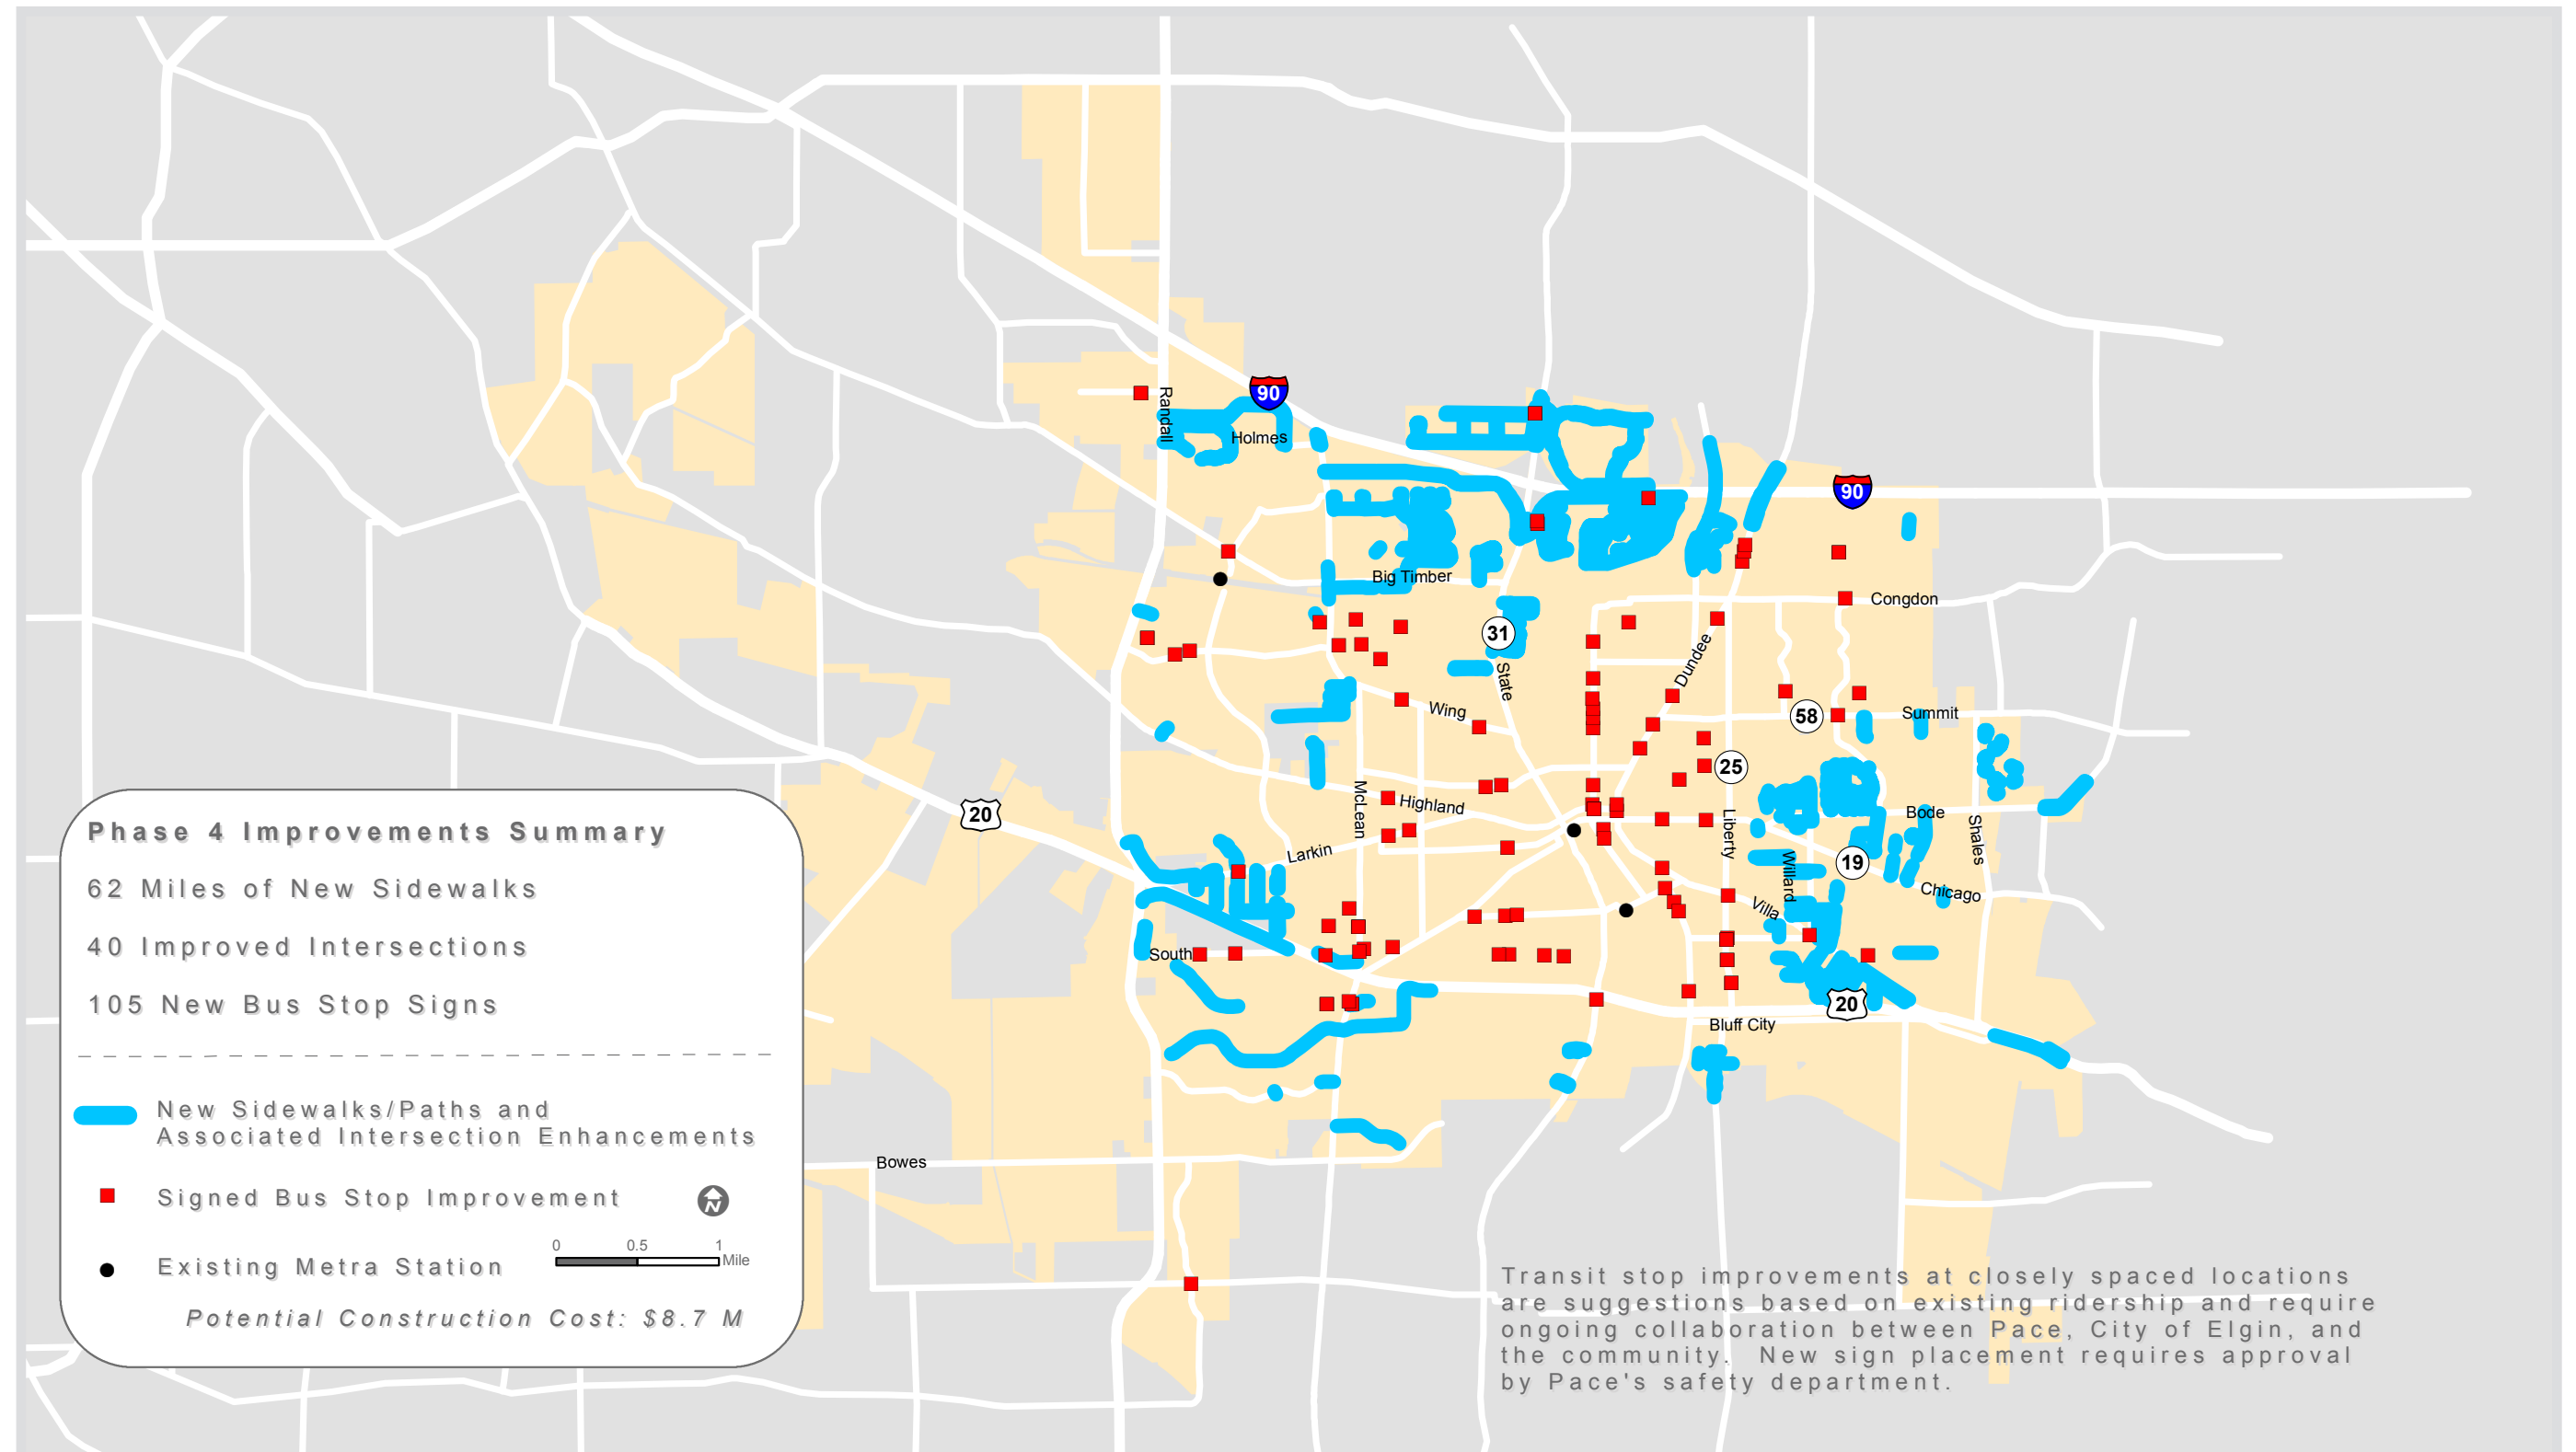 Randall
90
Holmes
90
Big Timber
Congdon
31
State
Dundee
Wing
58
Summit
25
McLean
Highland
Liberty
Bode
Shales
20
Larkin
Willard
19
Chicago
Villa
South
20
Bluff City
Bowes
Phase 4 Improvements Summary
62 Miles of New Sidewalks
40 Improved Intersections
105 New Bus Stop Signs
New Sidewalks/Paths and
Associated Intersection Enhancements
Signed Bus Stop Improvement
N
0 0.5 1
Mile
Existing Metra Station
Potential Construction Cost: $8.7 M
Transit stop improvements at closely spaced locations
are suggestions based on existing ridership and require
ongoing collaboration between Pace, City of Elgin, and
the community. New sign placement requires approval
by Pace's safety department.